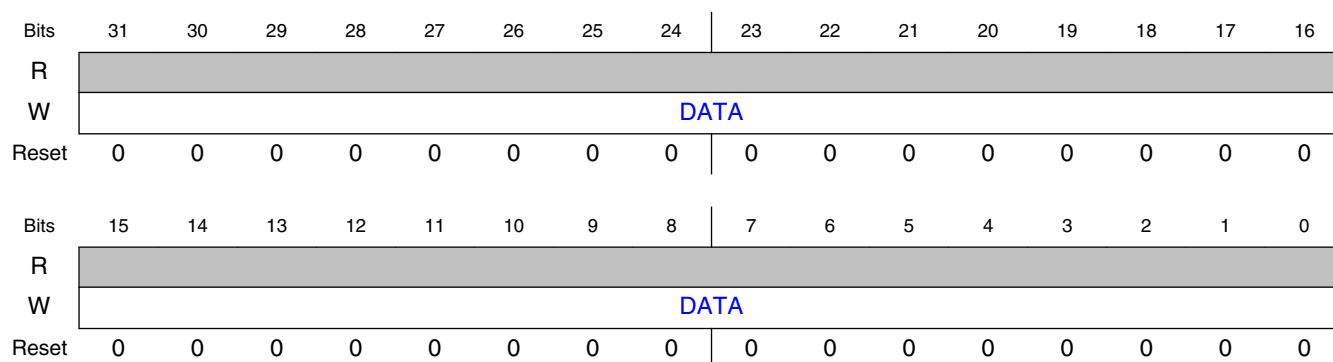 Bits 31 30 29 28 27 26 25 24 23 22 21 20 19 18 17 16
R
W DATA
Reset 0 0 0 0 0 0 0 0 0 0 0 0 0 0 0 0
Bits 15 14 13 12 11 10 9 8 7 6 5 4 3 2 1 0
R
W DATA
Reset 0 0 0 0 0 0 0 0 0 0 0 0 0 0 0 0